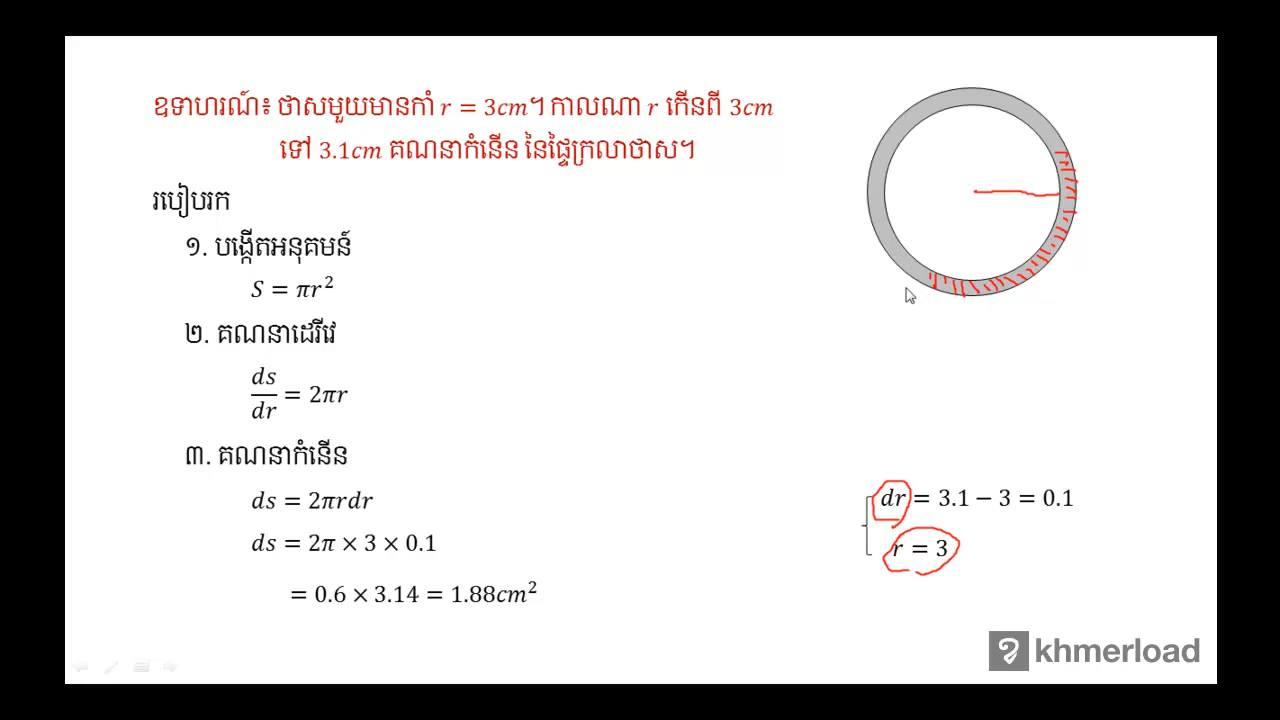 ឧទាហរណ៍៖ ថាសមួយមានកាំ r = 3cm។ កាលណា r កើនពី 3cm
ទៅ 3.1cm គណនាកំនើន នៃផ្ទៃក្រលាថាស។
របៀបរក
១. បង្កើតអនុគមន៍
S = πr²
២. គណនាដេរីវេ
ds/dr = 2πr
៣. គណនាកំនើន
ds = 2πrdr
ds = 2π × 3 × 0.1
= 0.6 × 3.14 = 1.88cm²
dr = 3.1 − 3 = 0.1
r = 3
khmerload